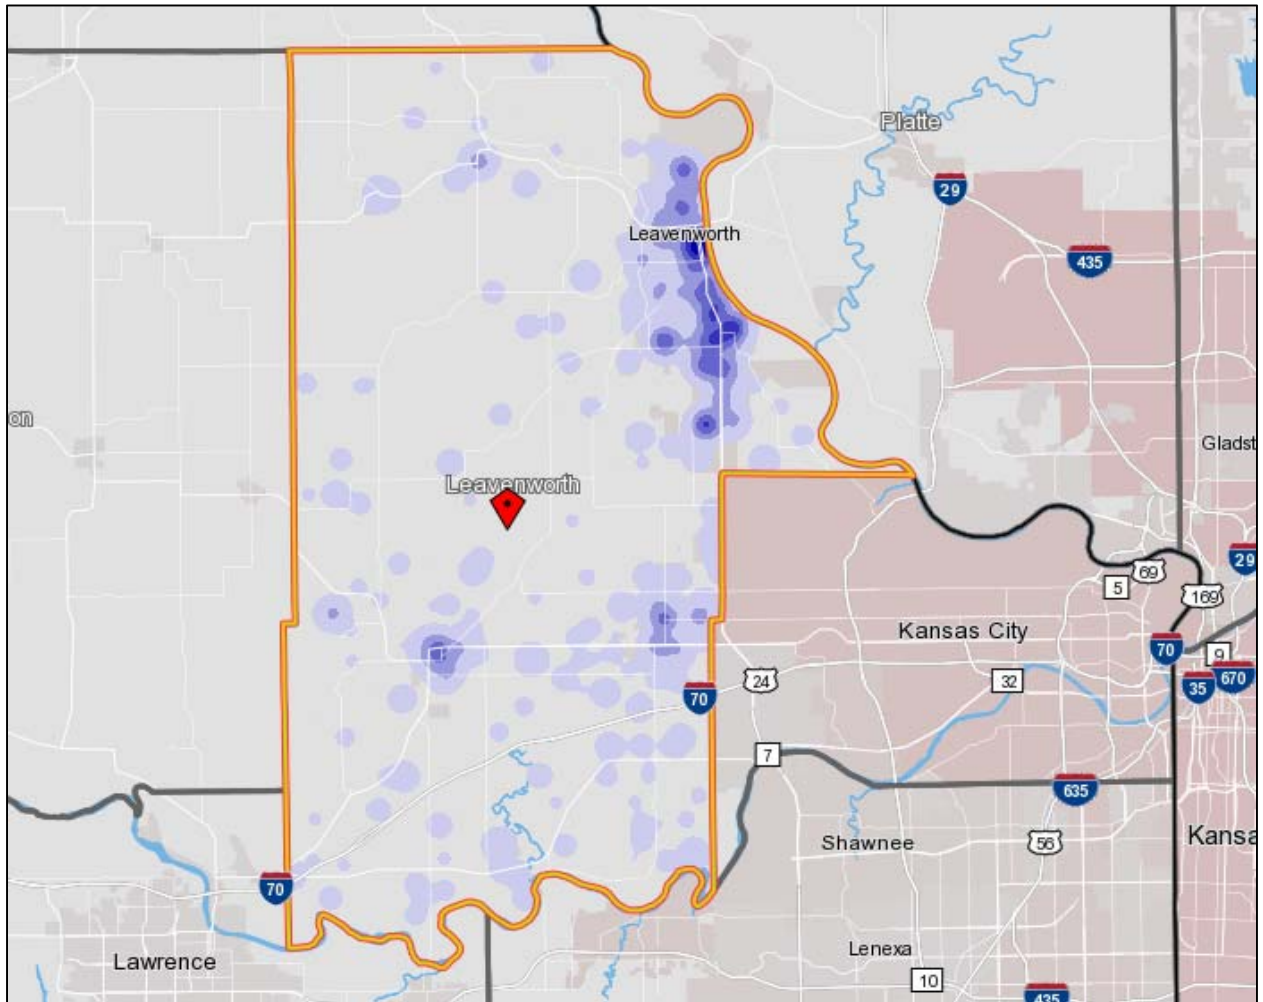 Platte
29
Leavenworth
435
on
Gladst
Leavenworth
29
69
5
169
Kansas City
70
9
24
32
670
35
70
7
635
Shawnee
56
Kansa
70
Lenexa
Lawrence
10
435